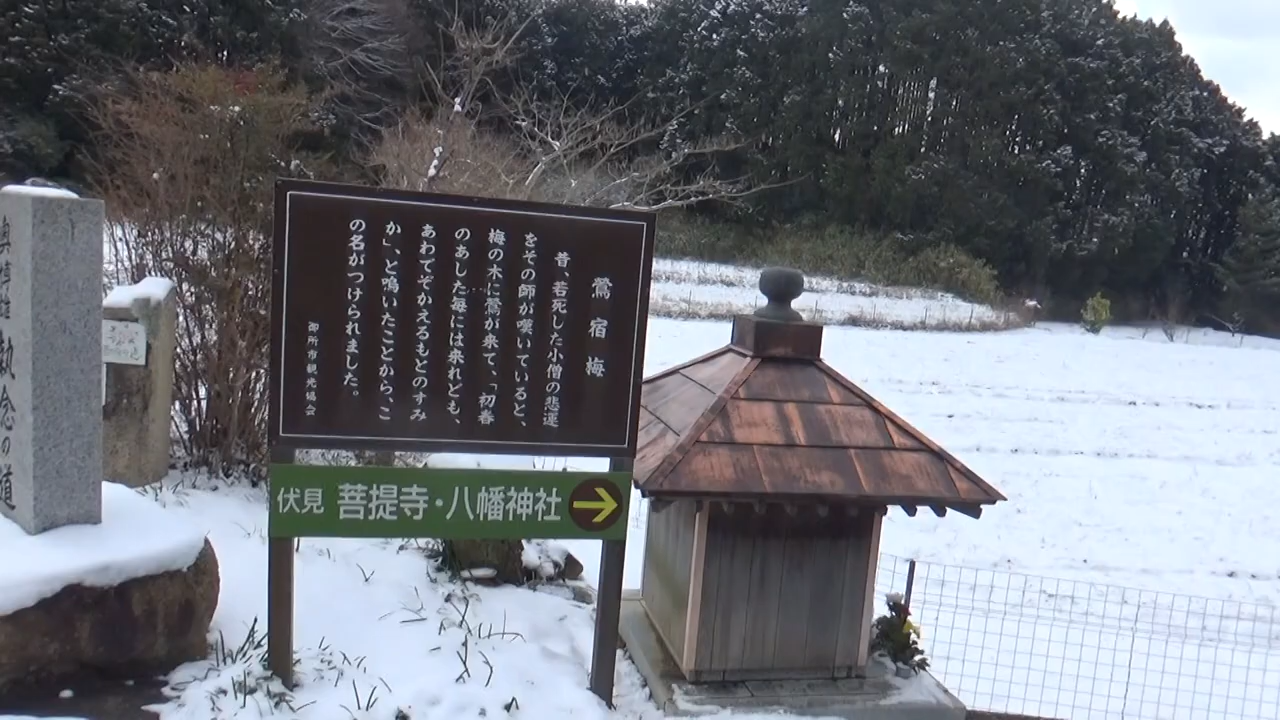 鶯宿梅
昔、若死した小僧の悲運
をその師が嘆いていると、
梅の木に鶯が来て、「初春
のあした毎には来れども、
あわでぞかえるもとのすみ
か」、と鳴いたことから、こ
の名がつけられました。
御所市観光協会
伏見 菩提寺・八幡神社
執念の道